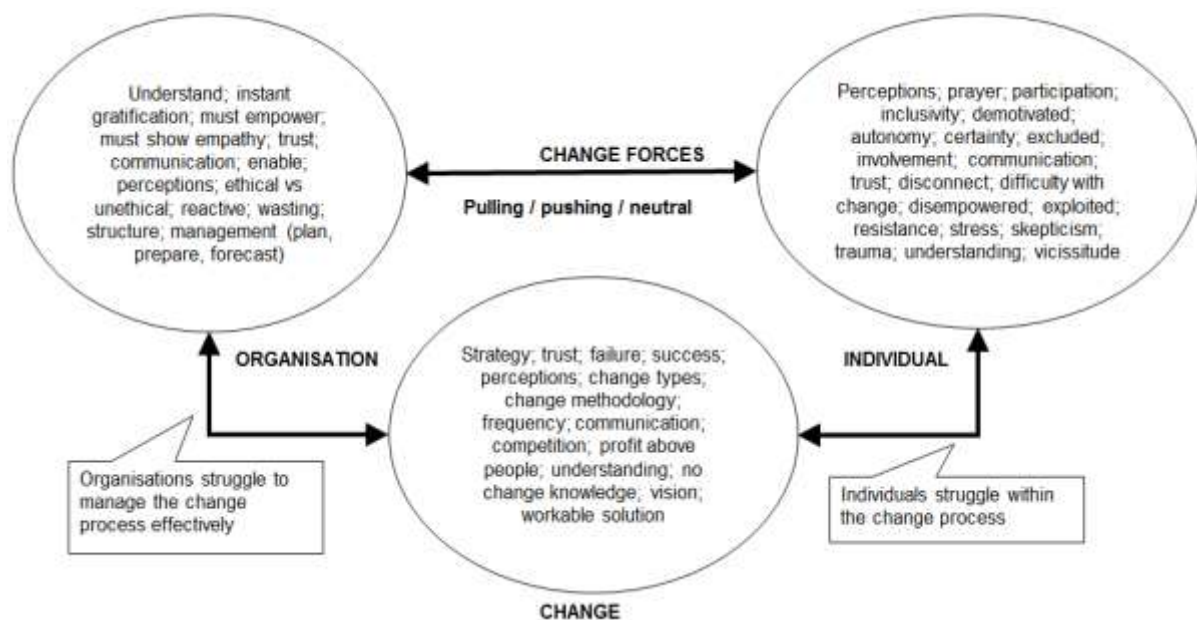 Understand; instant
gratification; must empower;
must show empathy; trust;
communication; enable;
perceptions; ethical vs
unethical; reactive; wasting;
structure; management (plan,
prepare, forecast)
CHANGE FORCES
Pulling / pushing / neutral
Perceptions; prayer; participation;
inclusivity; demotivated;
autonomy; certainty; excluded;
involvement; communication;
trust; disconnect; difficulty with
change; disempowered; exploited;
resistance; stress; skepticism;
trauma; understanding; vicissitude
ORGANISATION
INDIVIDUAL
Strategy; trust; failure; success;
perceptions; change types;
change methodology;
frequency; communication;
competition; profit above
people; understanding; no
change knowledge; vision;
workable solution
Organisations struggle to
manage the change
process effectively
Individuals struggle within
the change process
CHANGE